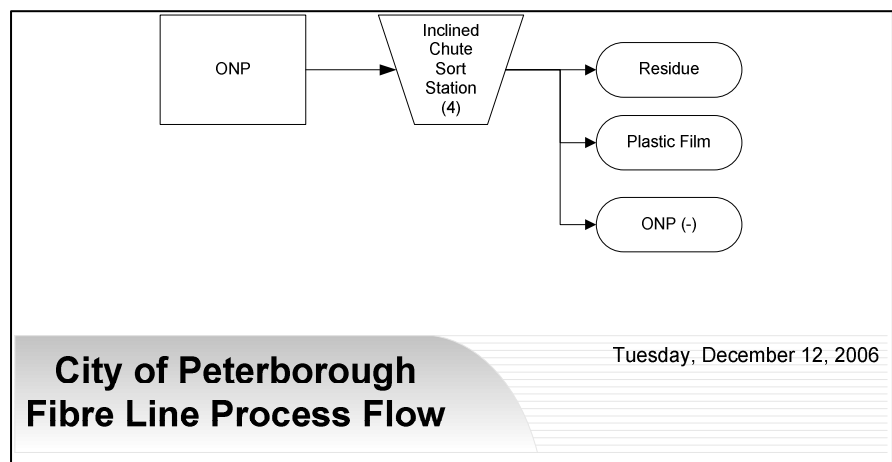 ONP
Inclined
Chute
Sort
Station
(4)
Residue
Plastic Film
ONP (-)
City of Peterborough
Fibre Line Process Flow
Tuesday, December 12, 2006